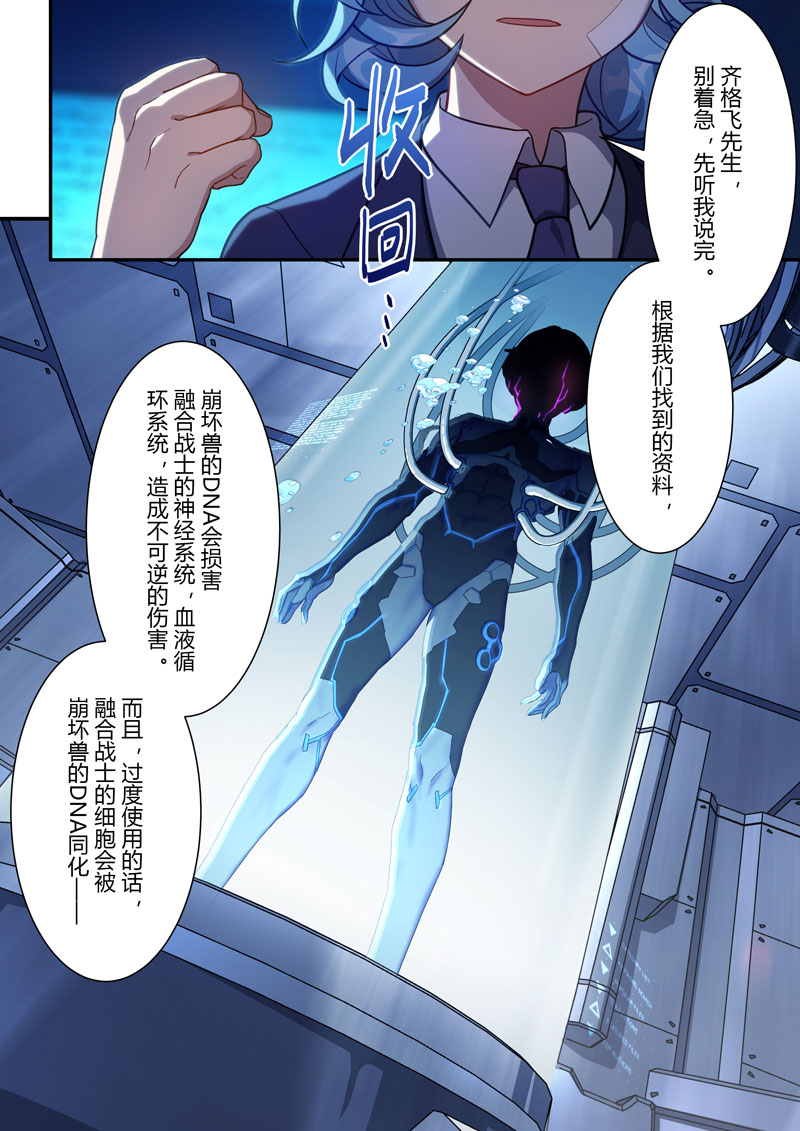 齐格飞先生，
别着急，先听我说完。
根据我们找到的资料，
收回…
崩坏兽的DNA会损害
融合战士的神经系统，血液循
环系统，造成不可逆的伤害。
而且，过度使用的话，
融合战士的细胞会被
崩坏兽的DNA同化——